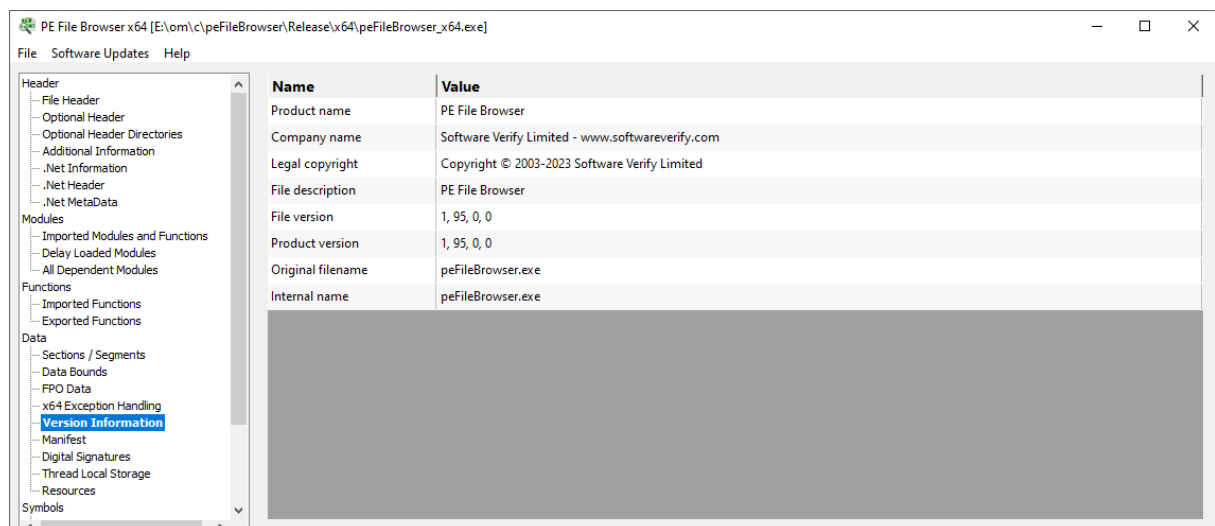 PE File Browser x64 [E:\om\c\peFileBrowser\Release\x64\peFileBrowser_x64.exe]
File Software Updates Help
Header
File Header
Optional Header
Optional Header Directories
Additional Information
.Net Information
.Net Header
.Net MetaData
Modules
Imported Modules and Functions
Delay Loaded Modules
All Dependent Modules
Functions
Imported Functions
Exported Functions
Data
Sections / Segments
Data Bounds
FPO Data
x64 Exception Handling
Version Information
Manifest
Digital Signatures
Thread Local Storage
Resources
Symbols
Name Value
Product name PE File Browser
Company name Software Verify Limited - www.softwareverify.com
Legal copyright Copyright © 2003-2023 Software Verify Limited
File description PE File Browser
File version 1, 95, 0, 0
Product version 1, 95, 0, 0
Original filename peFileBrowser.exe
Internal name peFileBrowser.exe